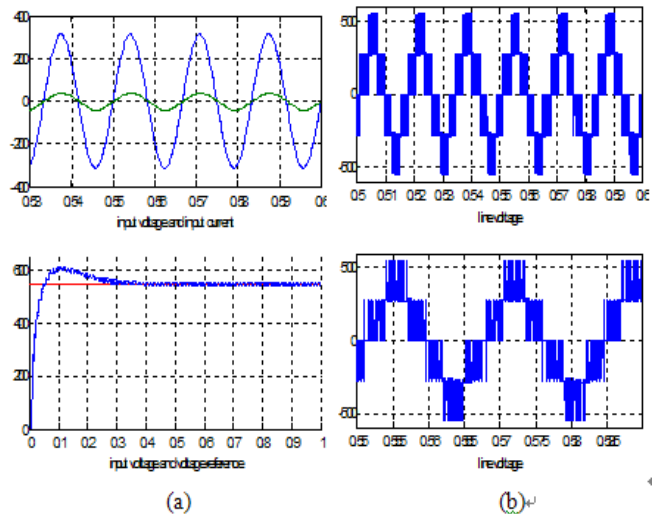 400
200
0
-200
-400
0.53 0.54 0.55 0.56 0.57 0.58 0.59 0.6
input voltage and input current
500
0
-500
0.5 0.51 0.52 0.53 0.54 0.55 0.56 0.57 0.58 0.59 0.6
line voltage
600
400
200
0
0 0.1 0.2 0.3 0.4 0.5 0.6 0.7 0.8 0.9 1
input voltage and voltage reference
500
0
-500
0.55 0.555 0.56 0.565 0.57 0.575 0.58 0.585
line voltage
(a)
(b)